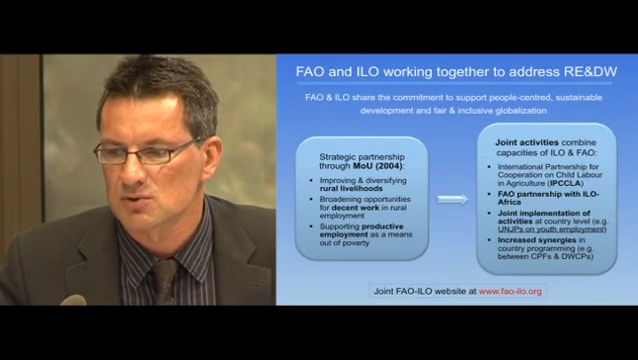 FAO and ILO working together to address RE&DW
FAO & ILO share the commitment to support people-centred, sustainable
development and fair & inclusive globalization
Strategic partnership
through MoU (2004):
• Improving & diversifying
rural livelihoods
• Broadening opportunities
for decent work in rural
employment
• Supporting productive
employment as a means
out of poverty
Joint activities combine
capacities of ILO & FAO:
• International Partnership for
Cooperation on Child Labour
in Agriculture (IPCCLA)
• FAO partnership with ILO-
Africa
• Joint implementation of
activities at country level (e.g.
UNJPs on youth employment)
• Increased synergies in
country programming (e.g.
between CPFs & DWCPs)
Joint FAO-ILO website at www.fao-ilo.org